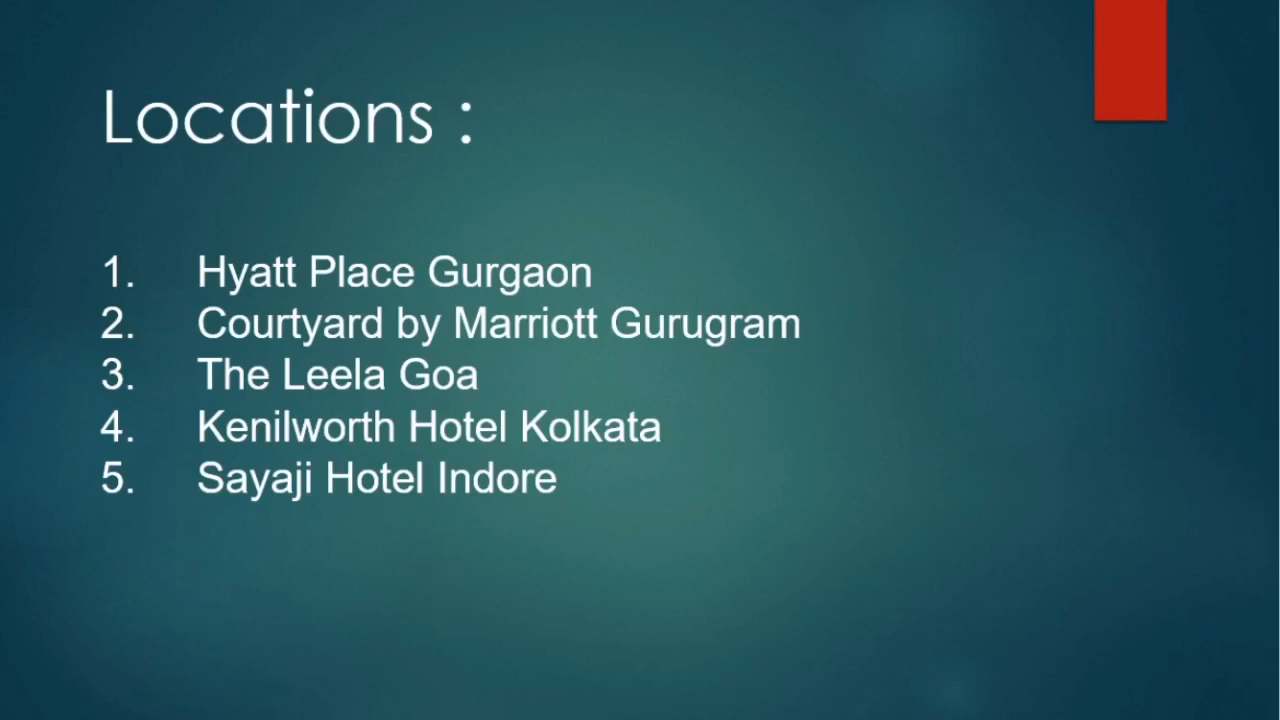 Locations :
1. Hyatt Place Gurgaon
2. Courtyard by Marriott Gurugram
3. The Leela Goa
4. Kenilworth Hotel Kolkata
5. Sayaji Hotel Indore